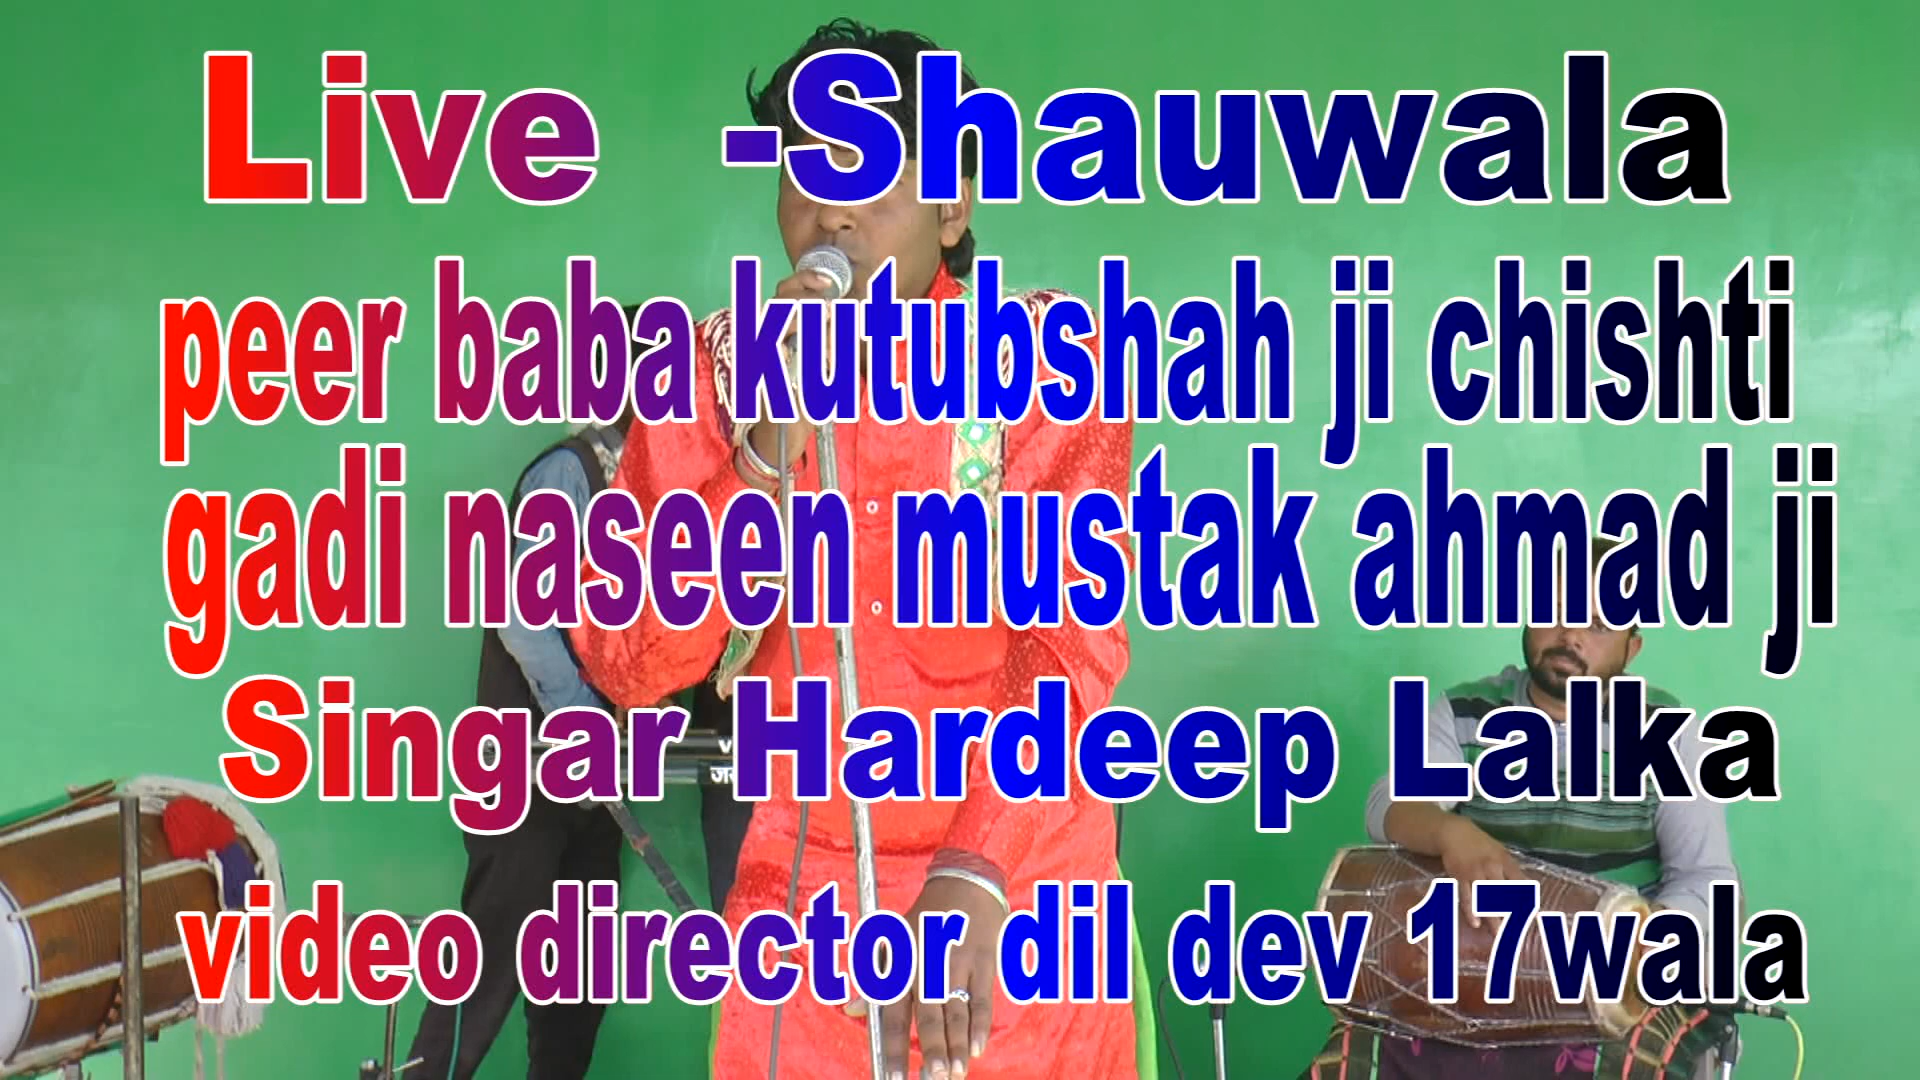 Live -Shauwala
peer baba kutubshah ji chishti
gadi naseen mustak ahmad ji
Singar Hardeep Lalka
video director dil dev 17wala